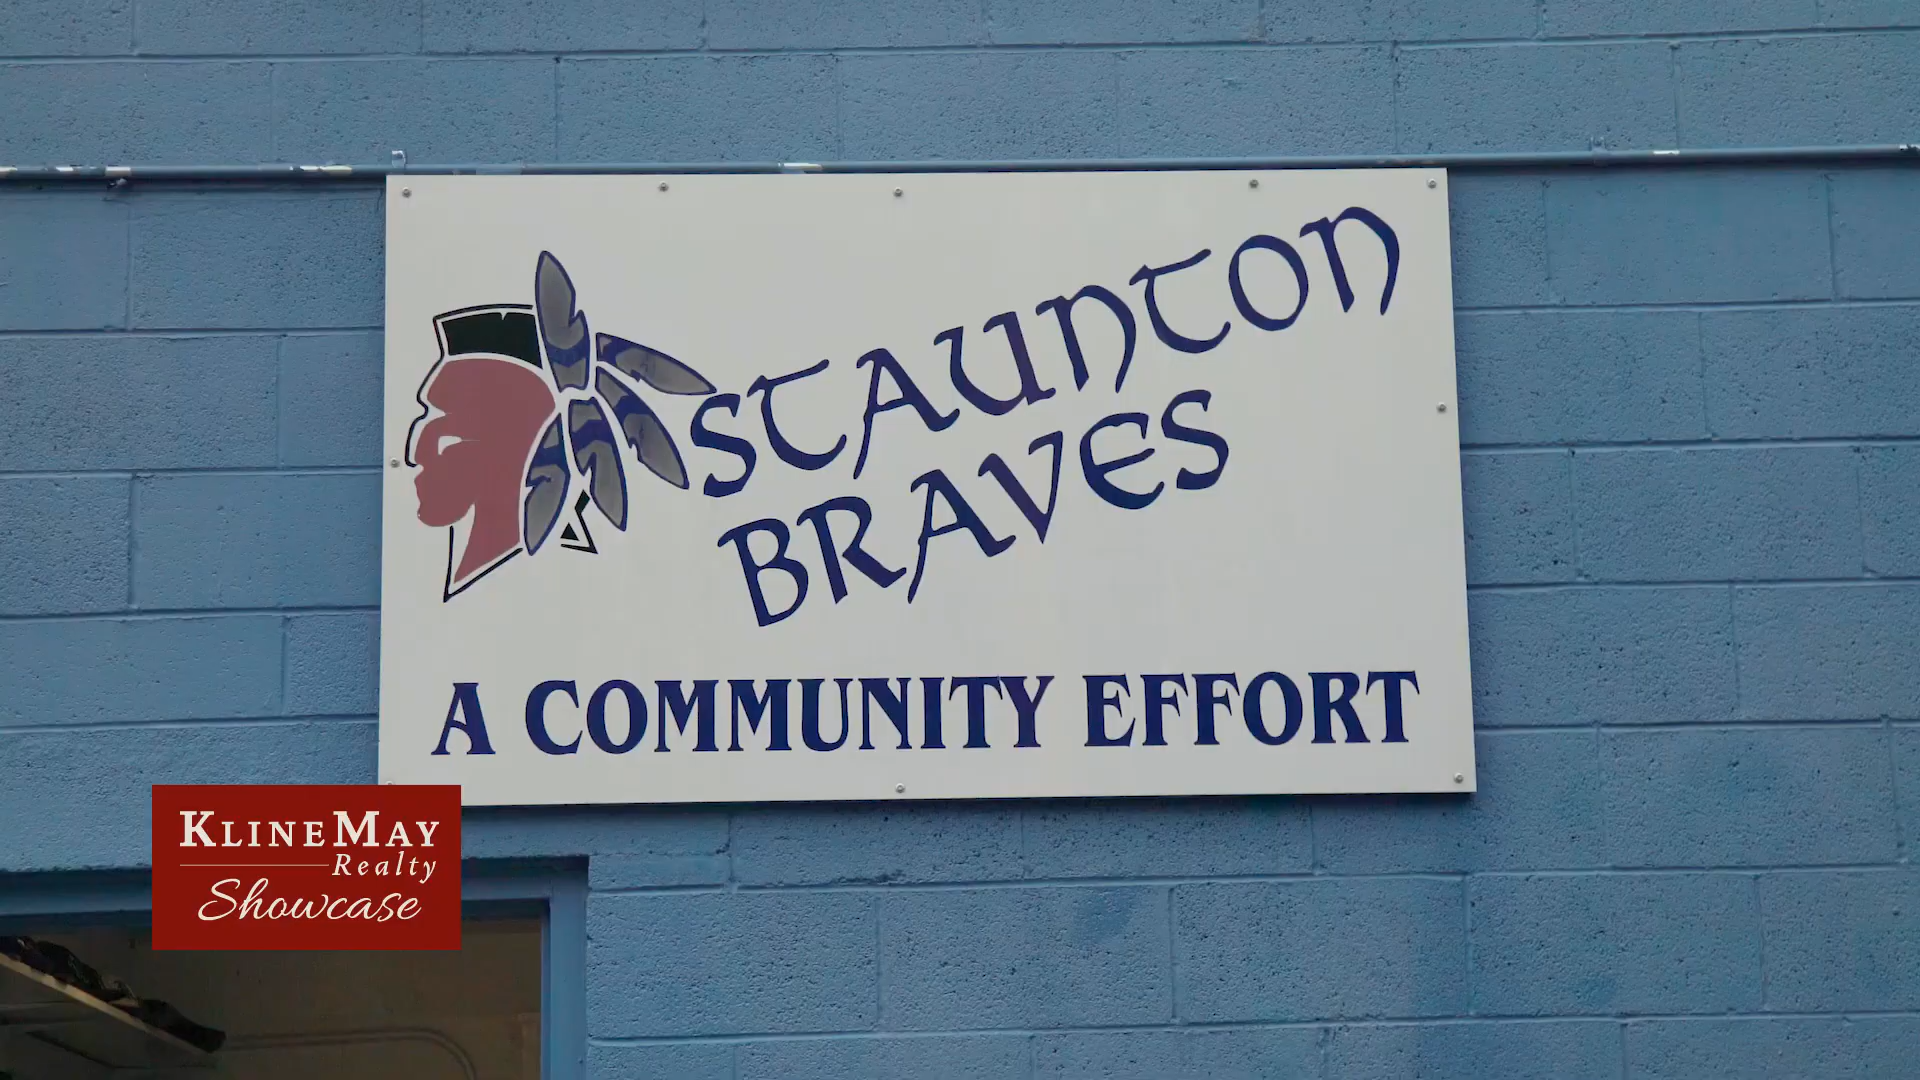 STAUNTON
BRAVES
A COMMUNITY EFFORT
KLINEMAY
Realty
Showcase